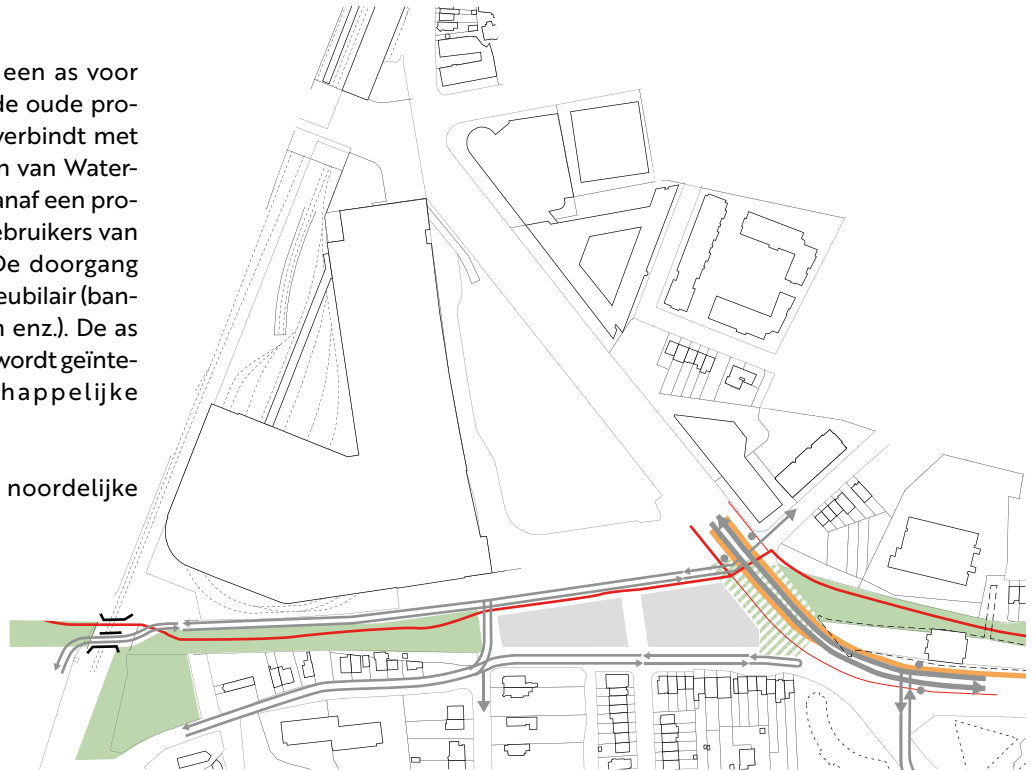 een as voor
de oude pro-
verbindt met
n van Water-
anaf een pro-
ebruikers van
De doorgang
eubilair (ban-
n enz.). De as
wordt geïnte-
happelijke
noordelijke